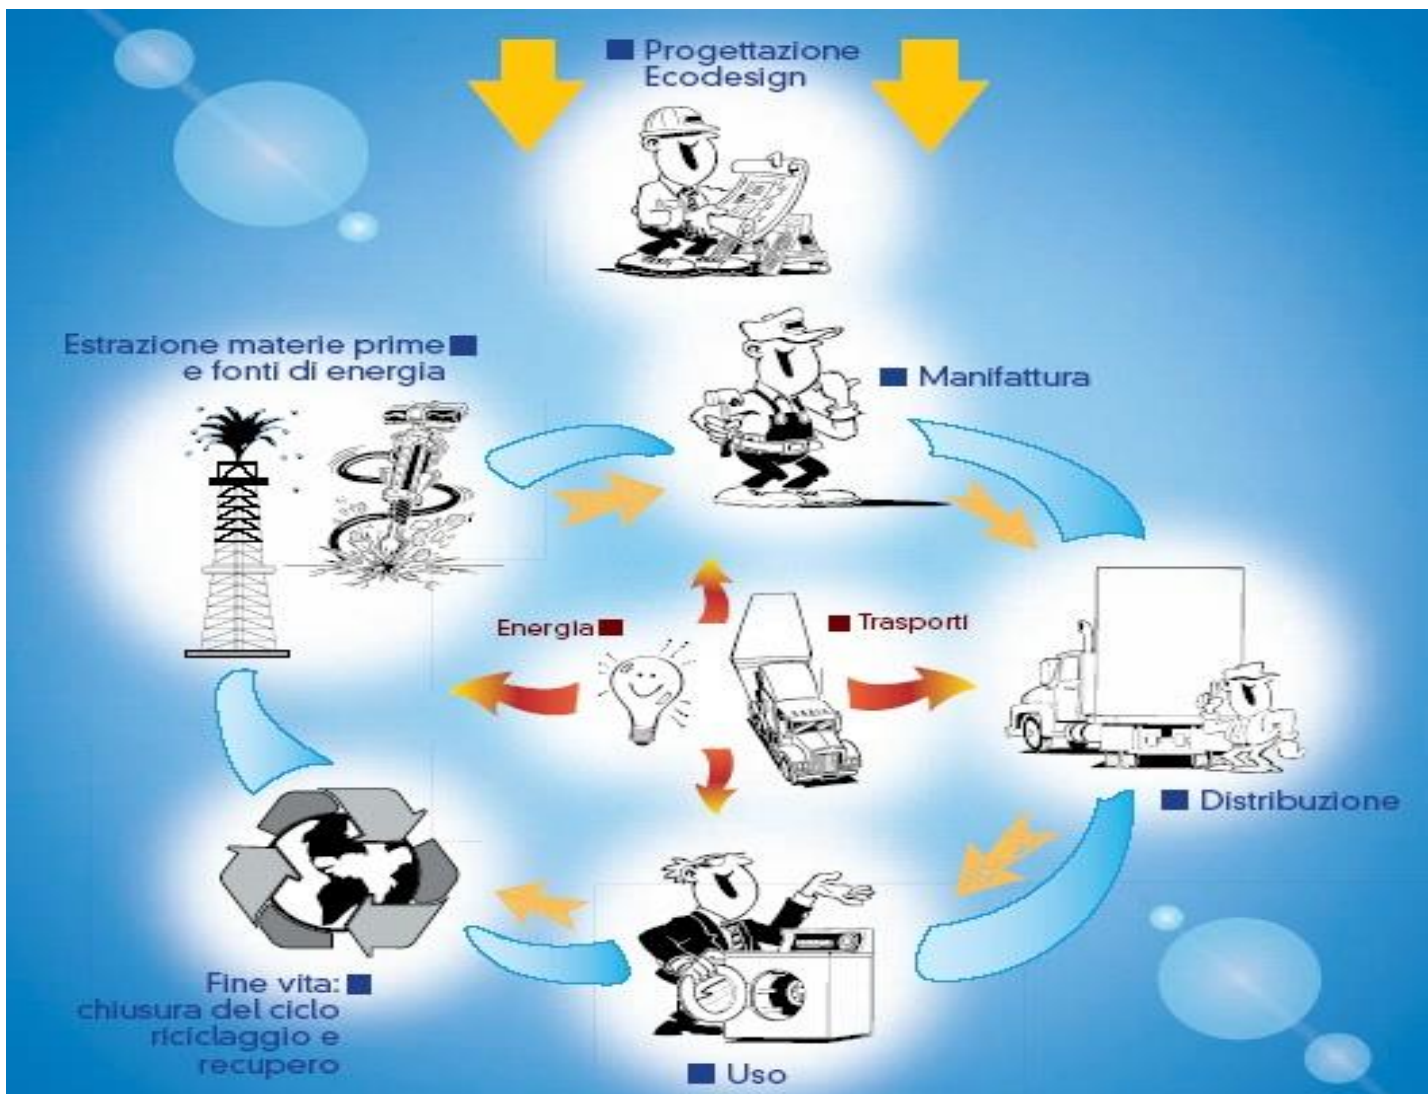 Progettazione
Ecodesign
Estrazione materie prime
e fonti di energia
Manifattura
Energia
Trasporti
Distribuzione
Fine vita:
chiusura del ciclo
riciclaggio e
recupero
Uso